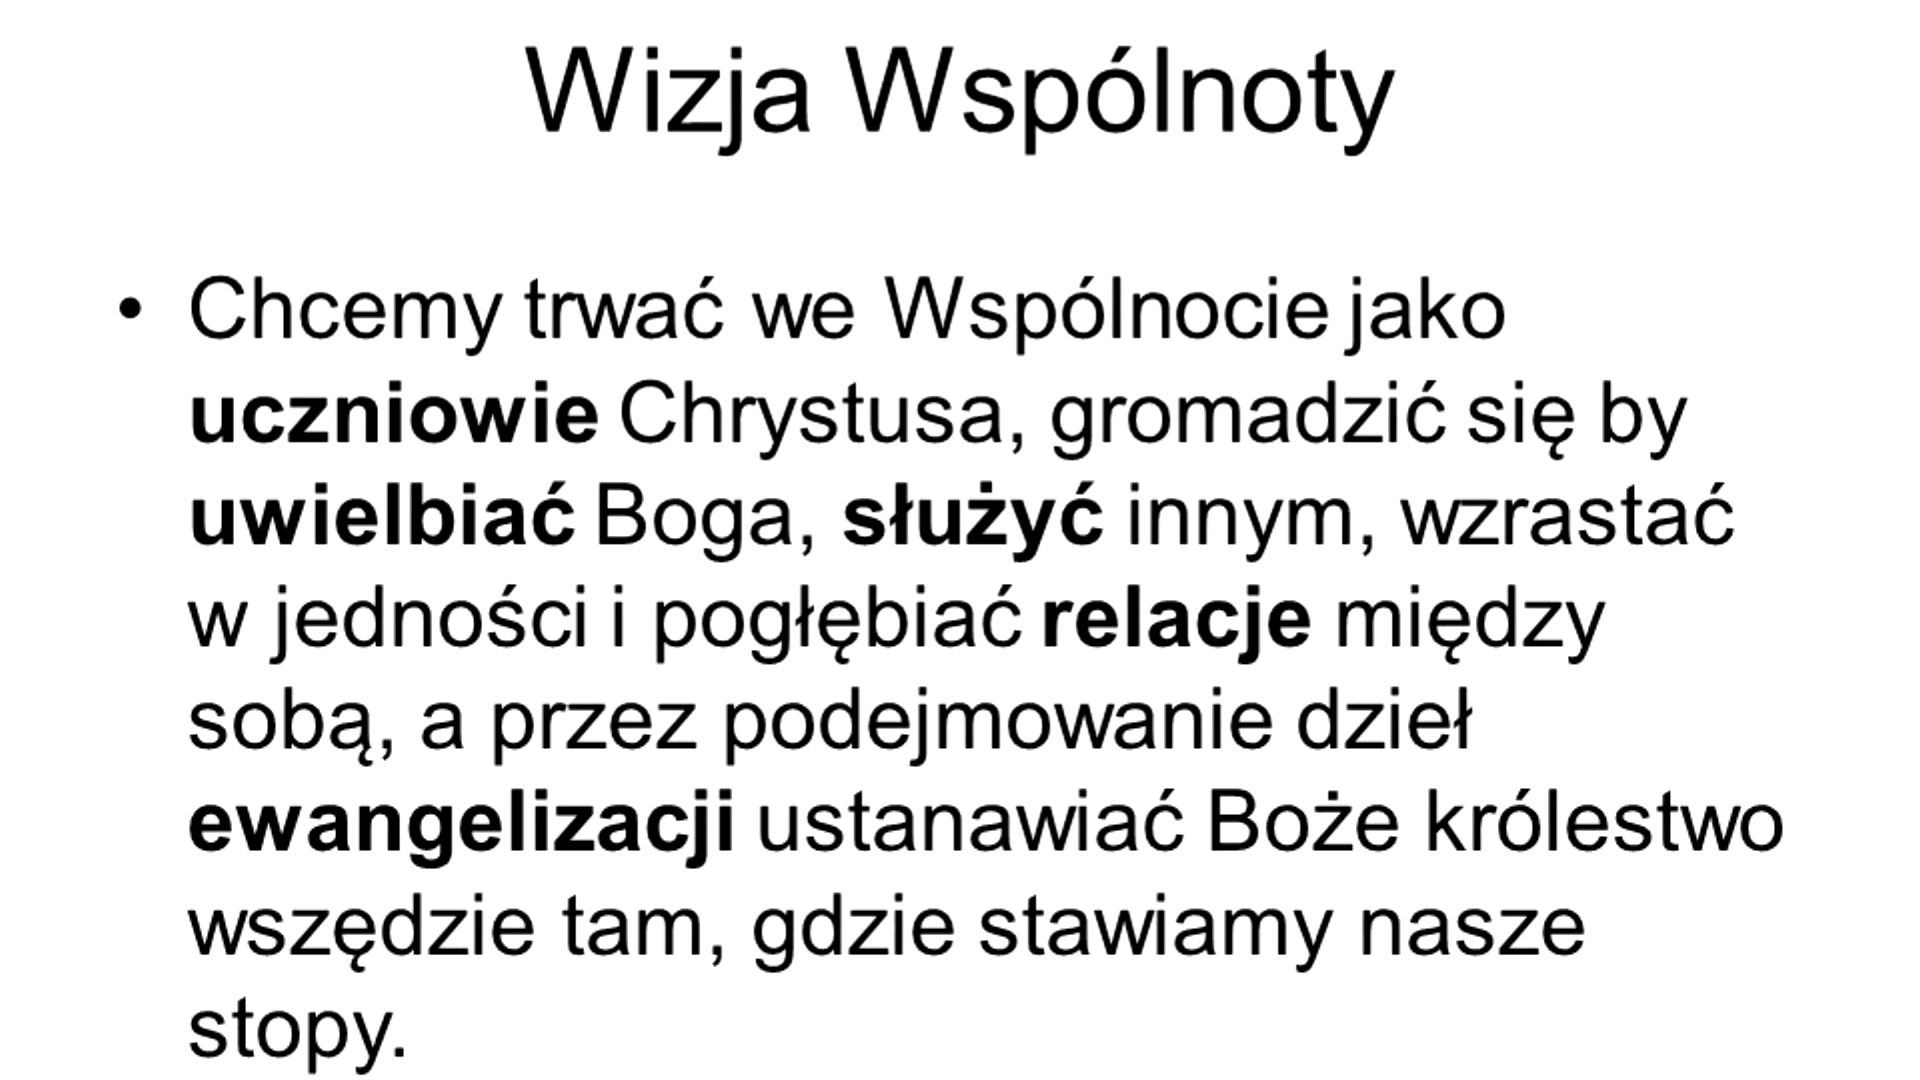 Wizja Wspólnoty
• Chcemy trwać we Wspólnocie jako
uczniowie Chrystusa, gromadzić się by
uwielbiać Boga, służyć innym, wzrastać
w jedności i pogłębiać relacje między
sobą, a przez podejmowanie dzieł
ewangelizacji ustanawiać Boże królestwo
wszędzie tam, gdzie stawiamy nasze
stopy.